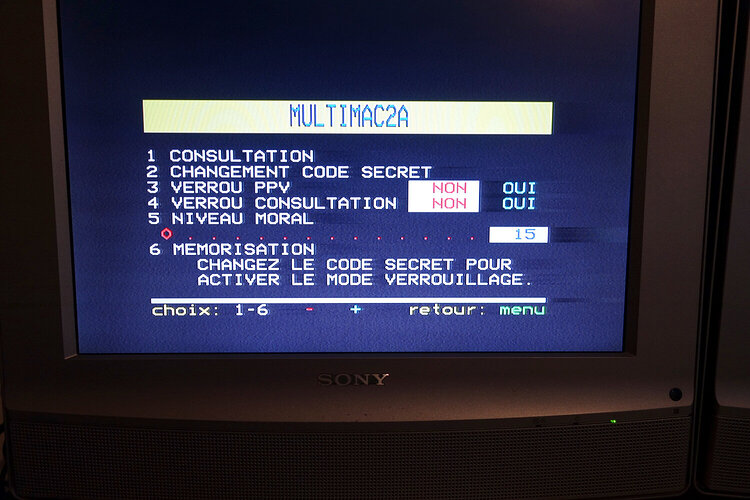 MULTIMAC2A
1 CONSULTATION
2 CHANGEMENT CODE SECRET
3 VERROU PPV NON OUI
4 VERROU CONSULTATION NON OUI
5 NIVEAU MORAL
15
6 MEMORISATION
CHANGEZ LE CODE SECRET POUR
ACTIVER LE MODE VERROUILLAGE.
choix: 1-6 - + retour: menu
SONY